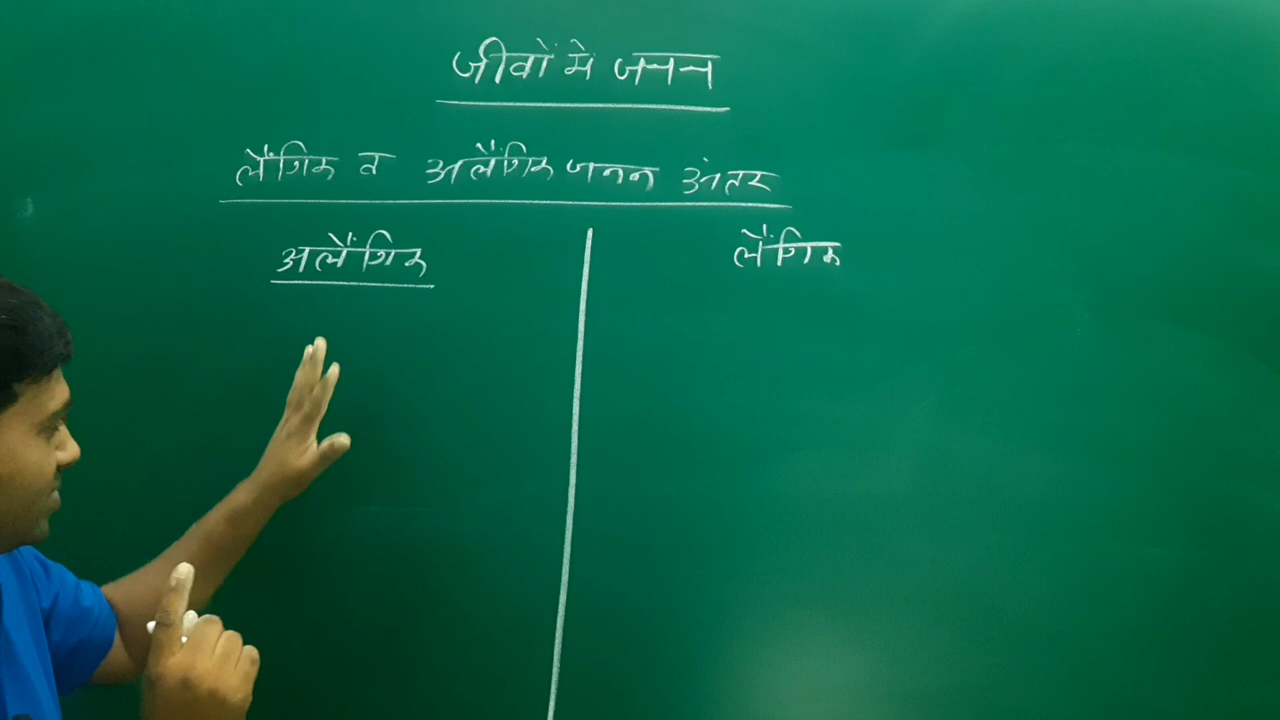 जीवों मे जनन
लैंगिक व अलैंगिक जनन अंतर
अलैंगिक
लैंगिक